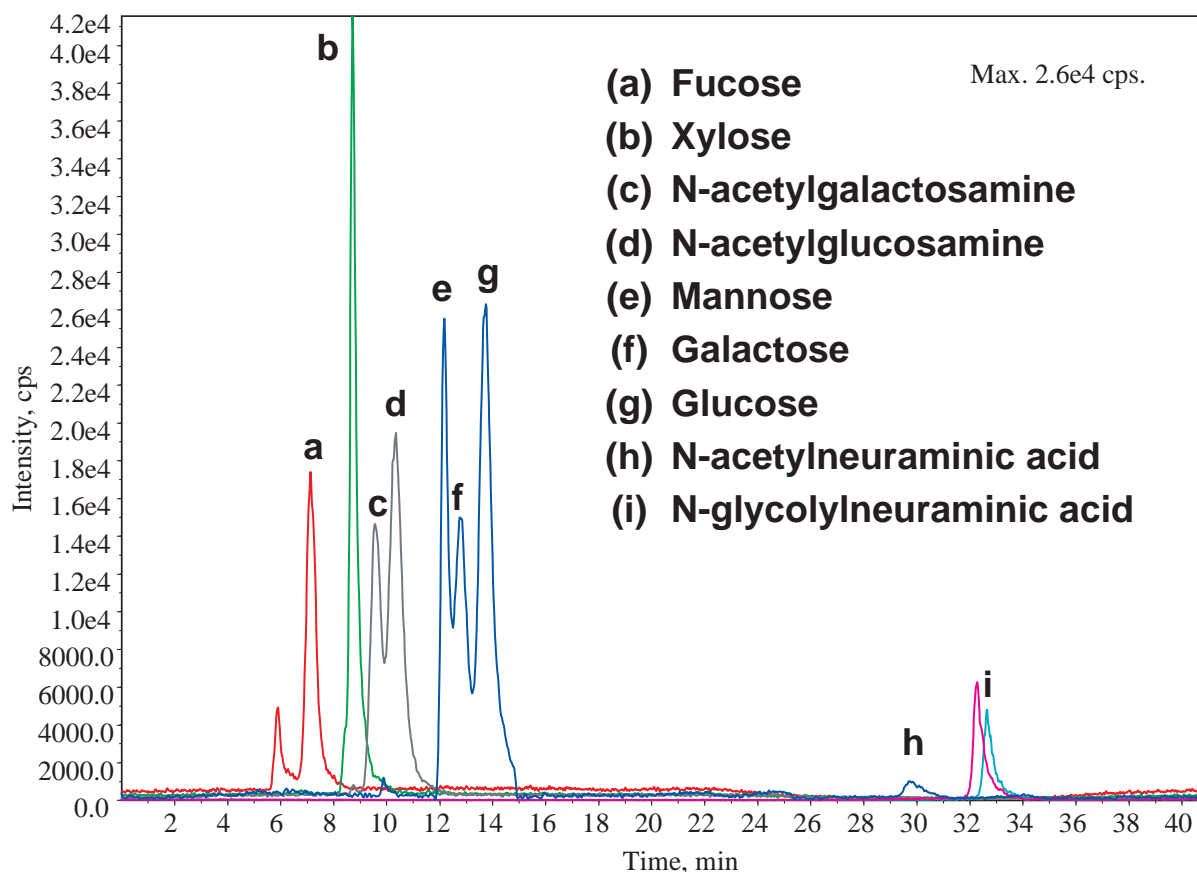 4.2e4
4.0e4
3.8e4
3.6e4
3.4e4
3.2e4
3.0e4
2.8e4
2.6e4
2.4e4
2.2e4
2.0e4
1.8e4
1.6e4
1.4e4
1.2e4
1.0e4
8000.0
6000.0
4000.0
2000.0
0.0
Intensity, cps
Max. 2.6e4 cps.
(a) Fucose
(b) Xylose
(c) N-acetylgalactosamine
(d) N-acetylglucosamine
(e) Mannose
(f) Galactose
(g) Glucose
(h) N-acetylneuraminic acid
(i) N-glycolylneuraminic acid
a
b
c
d
e
f
g
h
i
2 4 6 8 10 12 14 16 18 20 22 24 26 28 30 32 34 36 38 40
Time, min